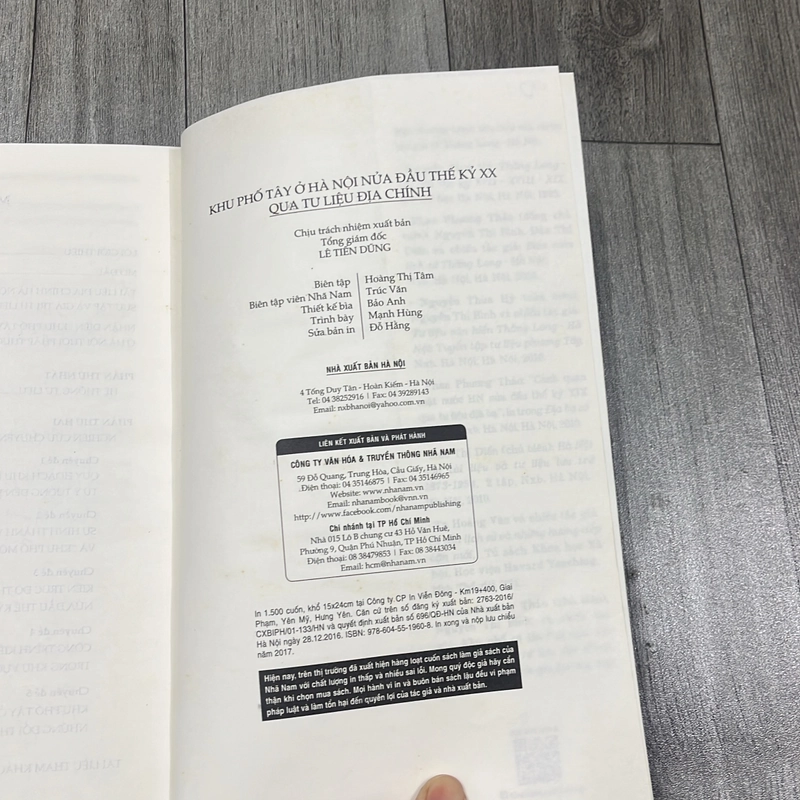 KHU PHỐ TÂY Ở HÀ NỘI NỬA ĐẦU THẾ KỶ XX
QUA TƯ LIỆU ĐỊA CHÍNH
Chịu trách nhiệm xuất bản
Tổng giám đốc
LÊ TIẾN DŨNG
Biên tập Hoàng Thị Tâm
Biên tập viên Nhã Nam Trúc Vân
Thiết kế bìa Bảo Anh
Trình bày Mạnh Hùng
Sửa bản in Đỗ Hằng
NHÀ XUẤT BẢN HÀ NỘI
4 Tống Duy Tân - Hoàn Kiếm - Hà Nội
Tel: 04 38252916 | Fax: 04 39289143
Email: nxbhanoi@yahoo.com.vn
LIÊN KẾT XUẤT BẢN VÀ PHÁT HÀNH
CÔNG TY VĂN HÓA & TRUYỀN THÔNG NHÃ NAM
59 Đỗ Quang, Trung Hòa, Cầu Giấy, Hà Nội
Điện thoại: 04 35146875 | Fax: 04 35146965
Website: www.nhanam.vn
Email: nhanambook@vnn.vn
http://www.facebook.com/nhanampublishing
Chi nhánh tại TP Hồ Chí Minh
Nhà 015 Lô B chung cư 43 Hồ Văn Huê,
Phường 9, Quận Phú Nhuận, TP Hồ Chí Minh
Điện thoại: 08 38479853 | Fax: 08 38443034
Email: hcm@nhanam.vn
In 1.500 cuốn, khổ 15x24cm tại Công ty.CP In Viễn Đông - Km19+400, Giai
Phạm, Yên Mỹ, Hưng Yên. Căn cứ trên số đăng ký xuất bản: 2763-2016/
CXBIPH/01-133/HN và quyết định xuất bản số 696/QĐ-HN của Nhà xuất bản
Hà Nội ngày 28.12.2016. ISBN: 978-604-55-1960-8. In xong và nộp lưu chiểu
năm 2017.
Hiện nay, trên thị trường đã xuất hiện hàng loạt cuốn sách làm giả sách của
Nhã Nam với chất lượng in thấp và nhiều sai lỗi. Mong quý độc giả hãy cẩn
thận khi chọn mua sách. Mọi hành vi in và buôn bán sách lậu đều vi phạm
pháp luật và làm tổn hại đến quyền lợi của tác giả và nhà xuất bản.